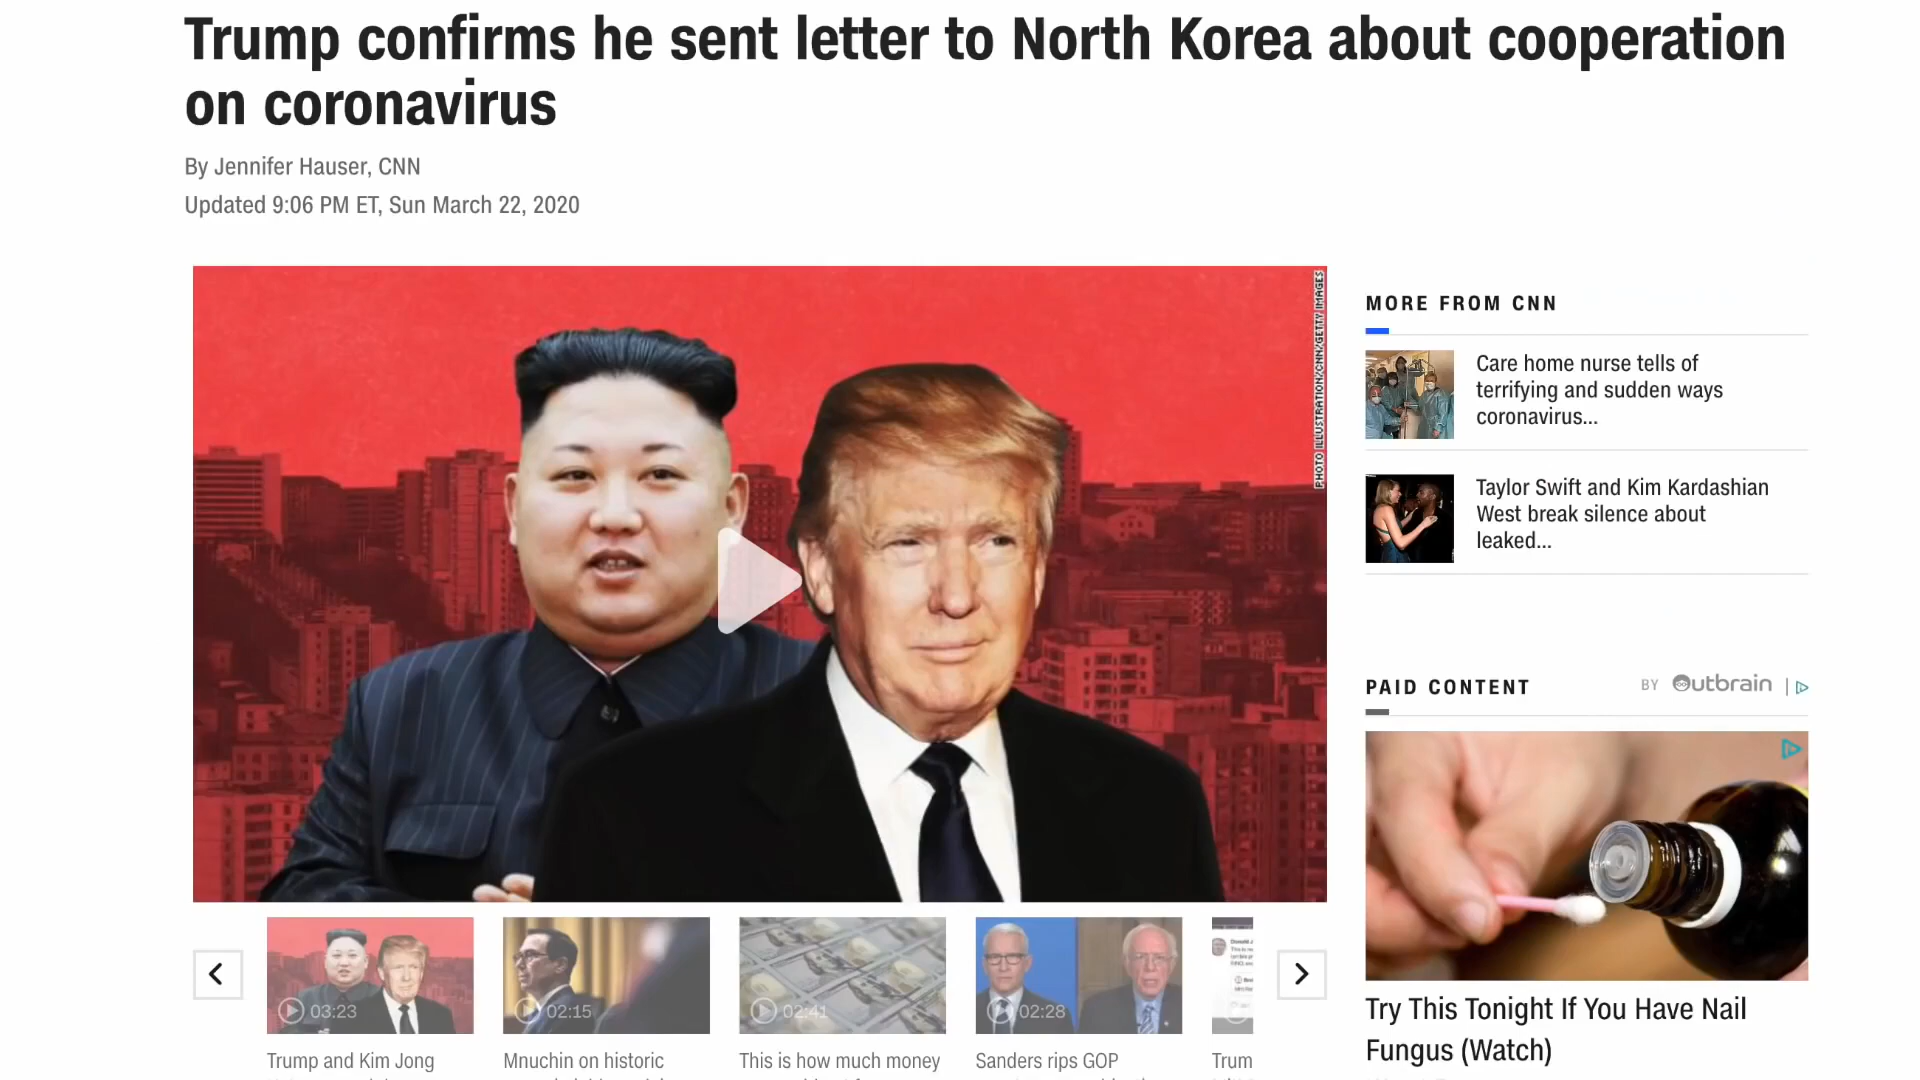 Trump confirms he sent letter to North Korea about cooperation
on coronavirus
By Jennifer Hauser, CNN
Updated 9:06 PM ET, Sun March 22, 2020
PHOTO ILLUSTRATION/CNN/GETTY IMAGES
MORE FROM CNN
Care home nurse tells of
terrifying and sudden ways
coronavirus...
Taylor Swift and Kim Kardashian
West break silence about
leaked...
PAID CONTENT
BY Outbrain
Try This Tonight If You Have Nail
Fungus (Watch)
03:23
02:15
02:41
02:28
Trump and Kim Jong
Mnuchin on historic
This is how much money
Sanders rips GOP
Trum